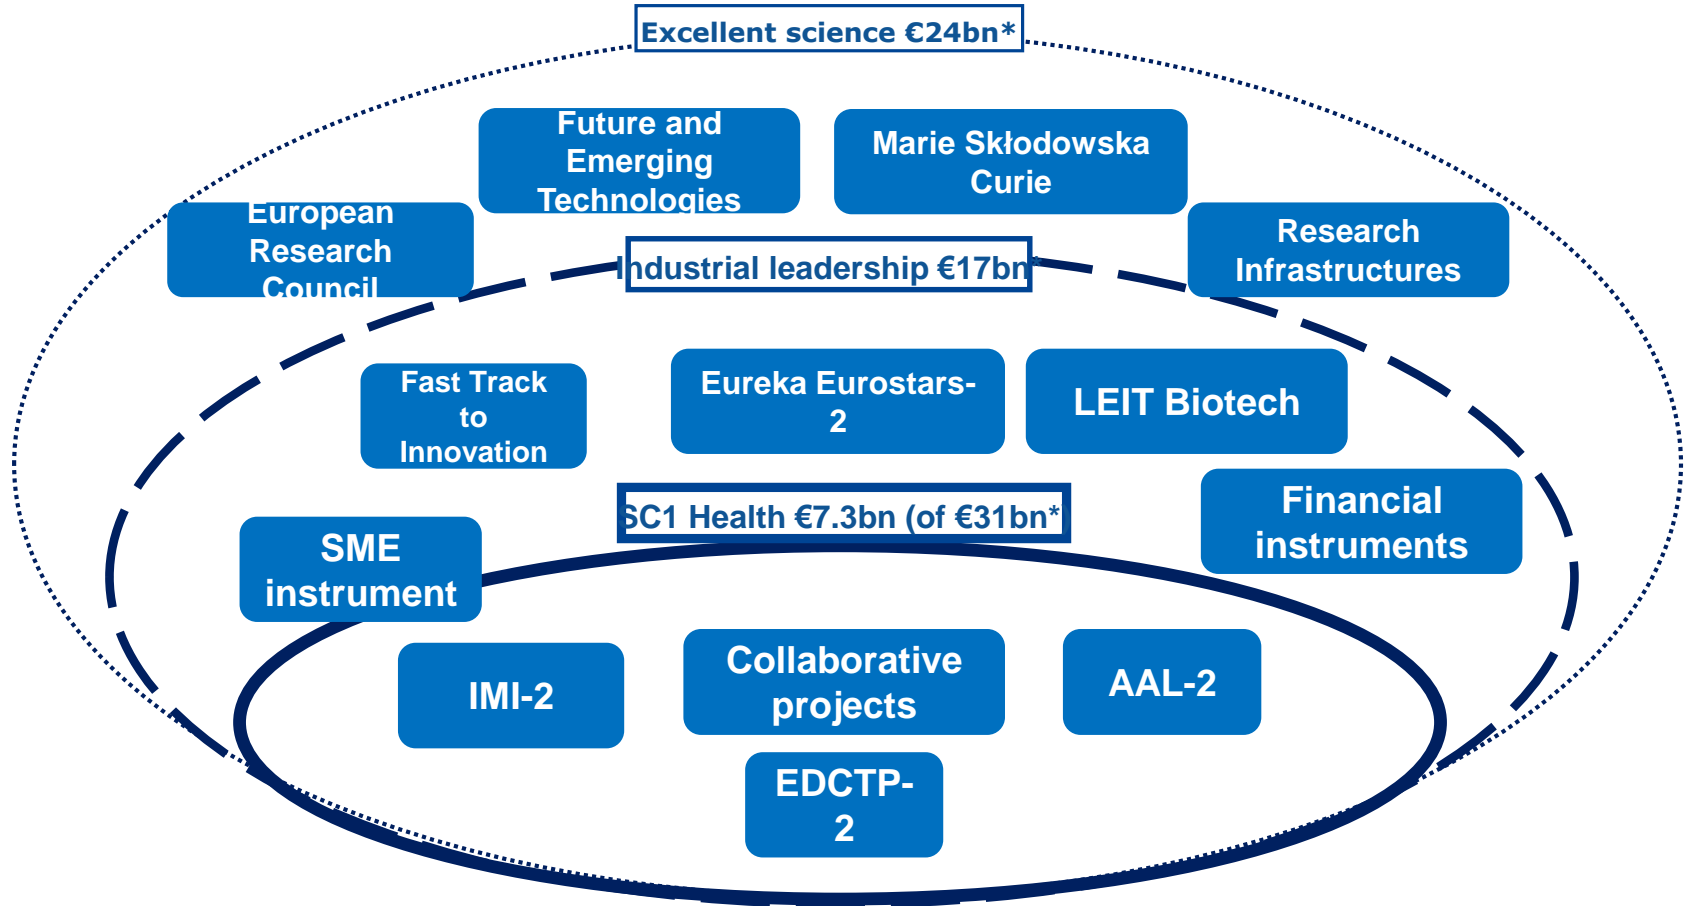 Excellent science €24bn*
Future and
Emerging
Technologies
Marie Skłodowska
Curie
European
Research
Council
Research
Infrastructures
Industrial leadership €17bn*
Fast Track
to
Innovation
Eureka Eurostars-
2
LEIT Biotech
Financial
instruments
SC1 Health €7.3bn (of €31bn*)
SME
instrument
IMI-2
Collaborative
projects
AAL-2
EDCTP-
2